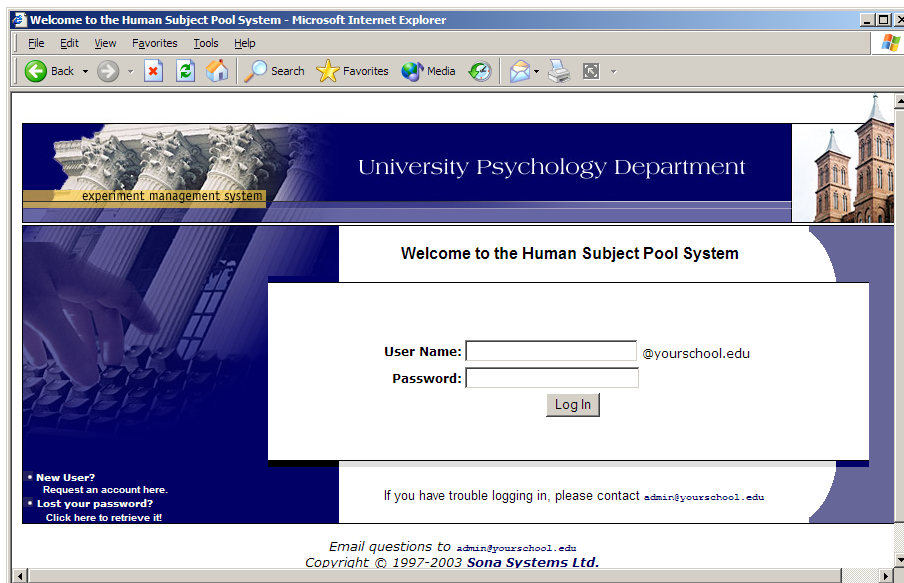 Welcome to the Human Subject Pool System - Microsoft Internet Explorer
File Edit View Favorites Tools Help
Back Search Favorites Media
University Psychology Department
experiment management system
Welcome to the Human Subject Pool System
User Name: @yourschool.edu
Password:
Log In
New User?
Request an account here.
Lost your password?
Click here to retrieve it!
If you have trouble logging in, please contact admin@yourschool.edu
Email questions to admin@yourschool.edu
Copyright © 1997-2003 Sona Systems Ltd.